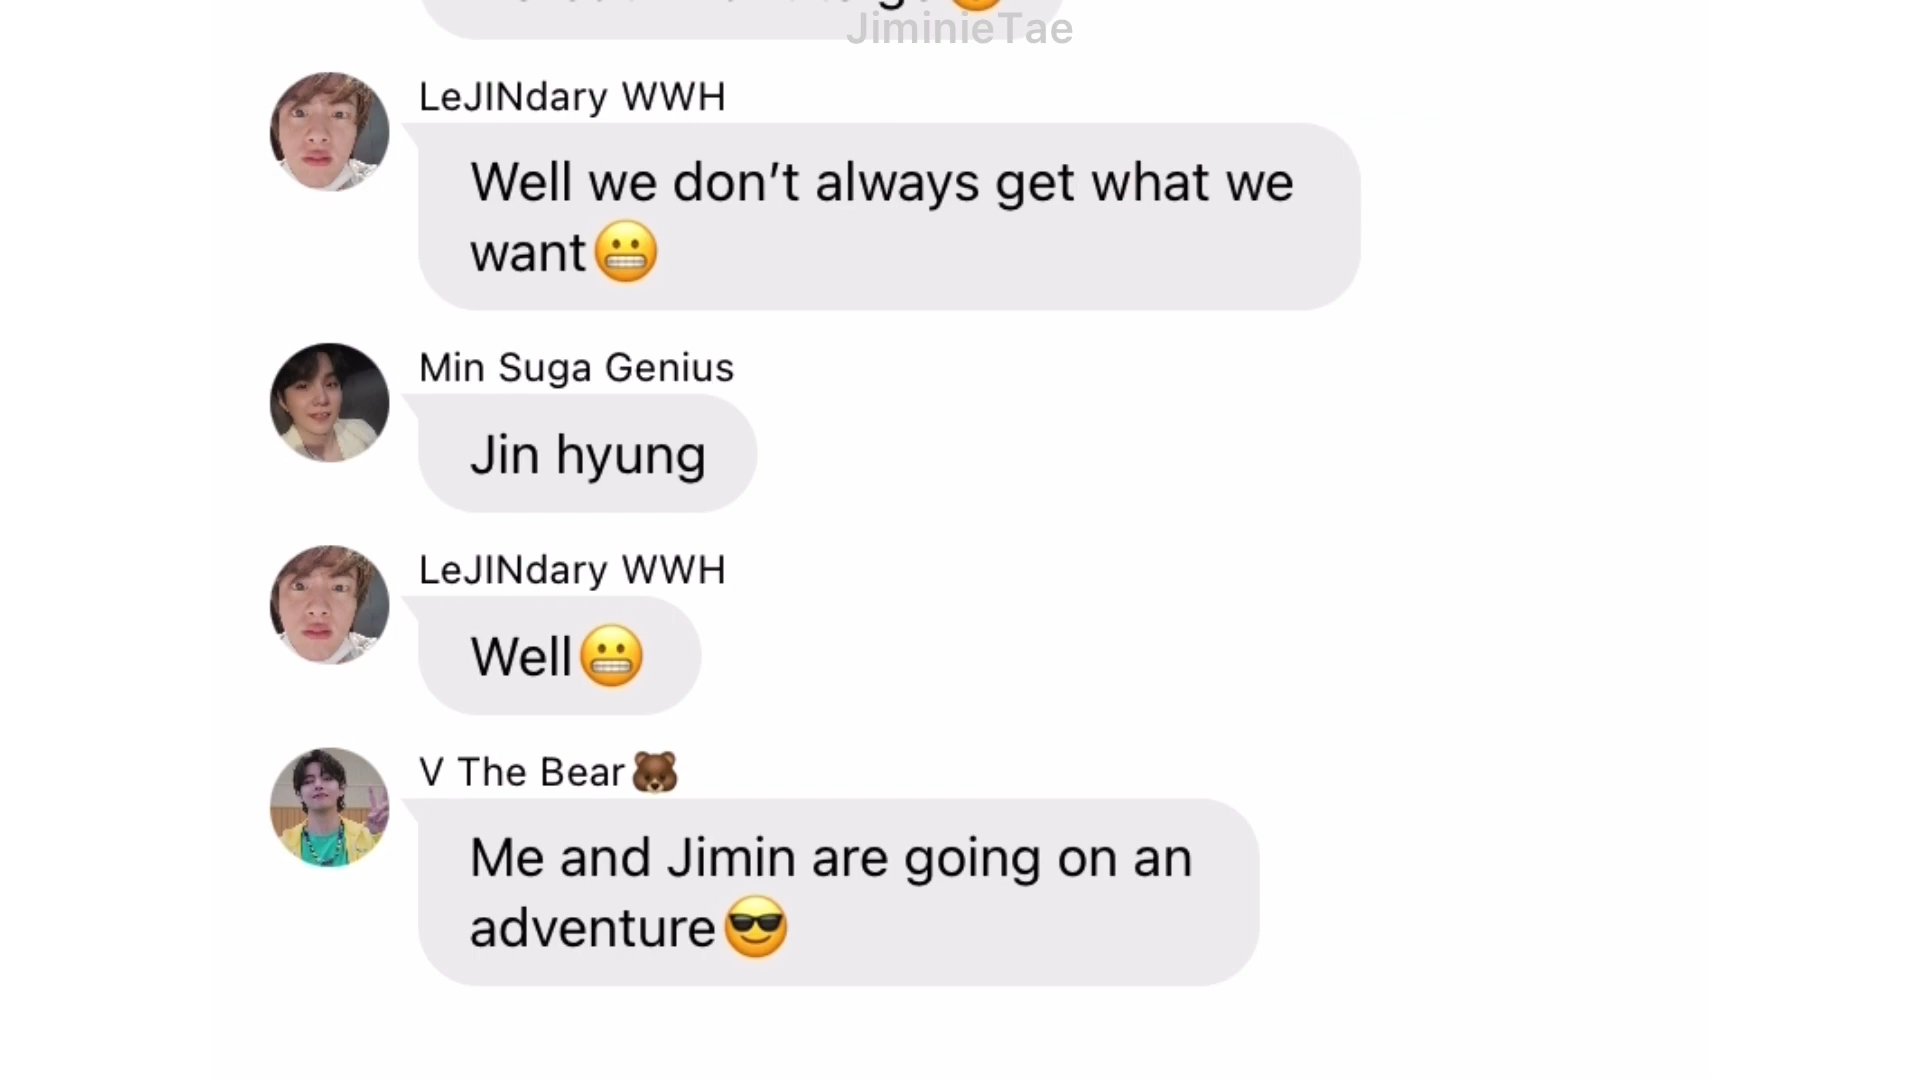 JiminieTae
LeJINdary WWH
Well we don’t always get what we
want😬
Min Suga Genius
Jin hyung
LeJINdary WWH
Well😬
V The Bear🐻
Me and Jimin are going on an
adventure😎